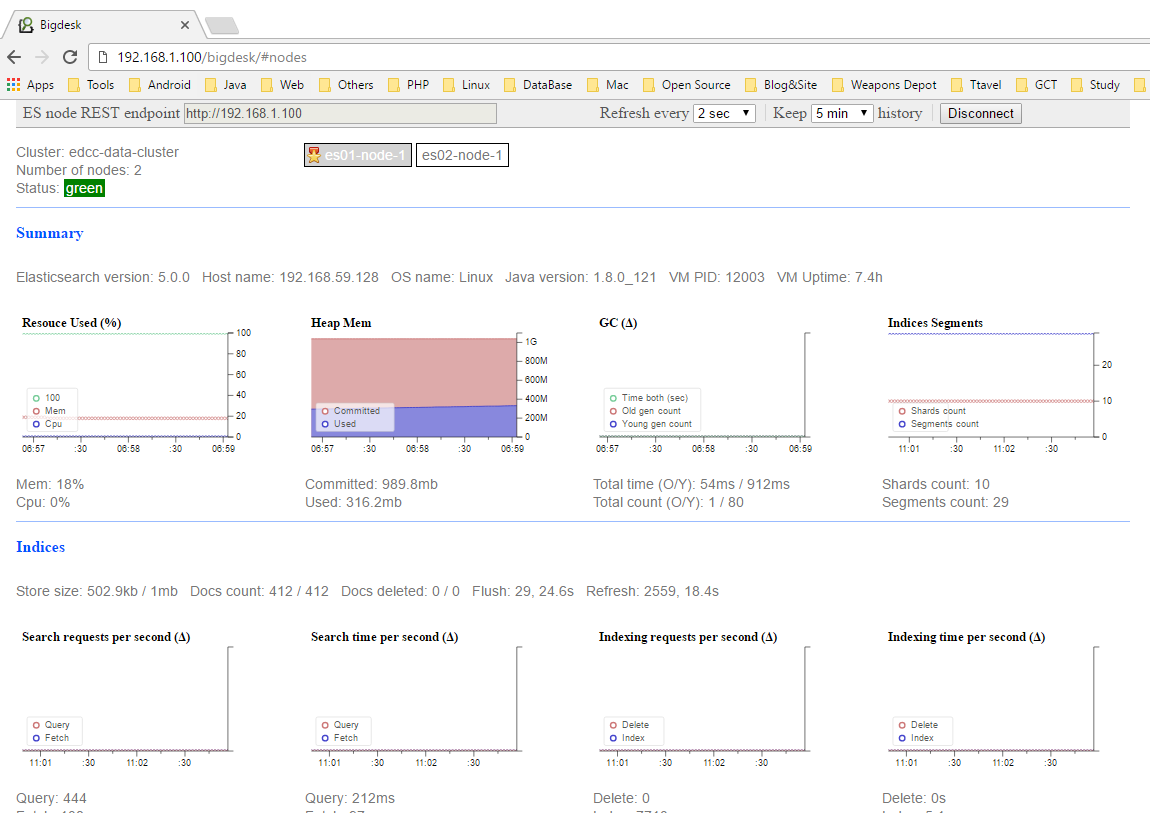 Bigdesk
192.168.1.100/bigdesk/#nodes
Apps Tools Android Java Web Others PHP Linux DataBase Mac Open Source Blog&Site Weapons Depot Ttavel GCT Study
ES node REST endpoint http://192.168.1.100 Refresh every 2 sec Keep 5 min history Disconnect
Cluster: edcc-data-cluster es01-node-1 es02-node-1
Number of nodes: 2
Status: green
Summary
Elasticsearch version: 5.0.0 Host name: 192.168.59.128 OS name: Linux Java version: 1.8.0_121 VM PID: 12003 VM Uptime: 7.4h
Resouce Used (%)
100
80
60
40
20
0
100
Mem
Cpu
06:57 :30 06:58 :30 06:59
Mem: 18%
Cpu: 0%
Heap Mem
1G
800M
600M
400M
200M
0
Committed
Used
06:57 :30 06:58 :30 06:59
Committed: 989.8mb
Used: 316.2mb
GC (Δ)
Time both (sec)
Old gen count
Young gen count
06:57 :30 06:58 :30 06:59
Total time (O/Y): 54ms / 912ms
Total count (O/Y): 1 / 80
Indices Segments
20
10
0
Shards count
Segments count
11:01 :30 11:02 :30
Shards count: 10
Segments count: 29
Indices
Store size: 502.9kb / 1mb Docs count: 412 / 412 Docs deleted: 0 / 0 Flush: 29, 24.6s Refresh: 2559, 18.4s
Search requests per second (Δ)
Query
Fetch
11:01 :30 11:02 :30
Query: 444
Search time per second (Δ)
Query
Fetch
11:01 :30 11:02 :30
Query: 212ms
Indexing requests per second (Δ)
Delete
Index
11:01 :30 11:02 :30
Delete: 0
Indexing time per second (Δ)
Delete
Index
11:01 :30 11:02 :30
Delete: 0s